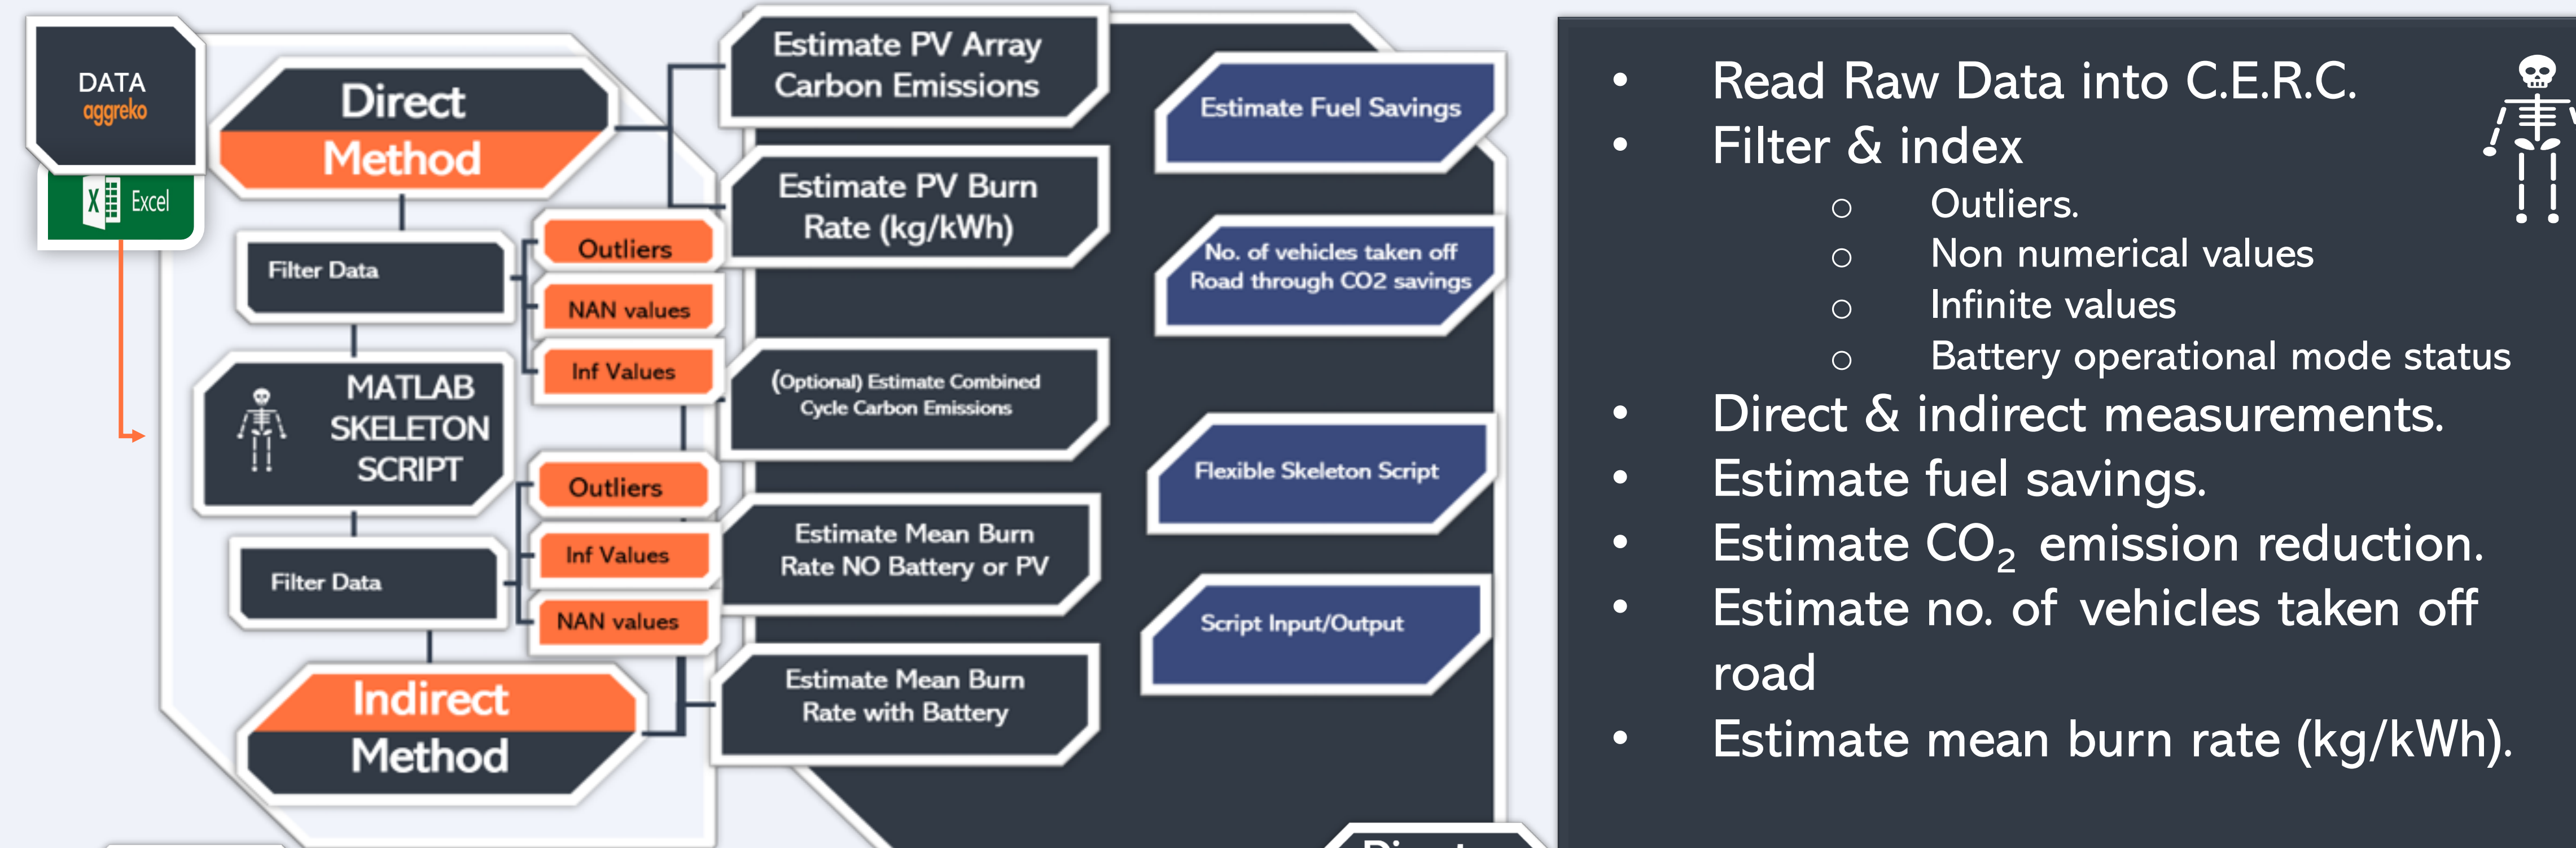 DATA
aggreko
Excel
Direct
Method
Filter Data
Outliers
NAN values
Inf Values
MATLAB
SKELETON
SCRIPT
Outliers
Inf Values
NAN values
Filter Data
Indirect
Method
Estimate PV Array
Carbon Emissions
Estimate PV Burn
Rate (kg/kWh)
(Optional) Estimate Combined
Cycle Carbon Emissions
Estimate Mean Burn
Rate NO Battery or PV
Estimate Mean Burn
Rate with Battery
Estimate Fuel Savings
No. of vehicles taken off
Road through CO2 savings
Flexible Skeleton Script
Script Input/Output
• Read Raw Data into C.E.R.C.
• Filter & index
o Outliers.
o Non numerical values
o Infinite values
o Battery operational mode status
• Direct & indirect measurements.
• Estimate fuel savings.
• Estimate CO₂ emission reduction.
• Estimate no. of vehicles taken off
road
• Estimate mean burn rate (kg/kWh).